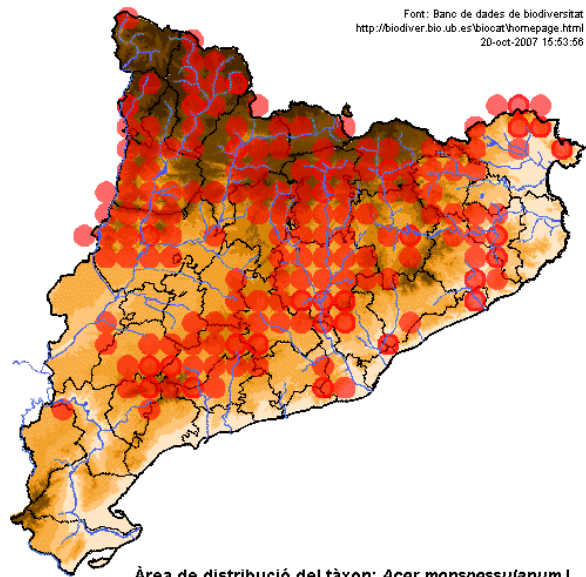 Font: Banc de dades de biodiversitat
http://biodiver.bio.ub.es/biocat/homepage.html
20-oct-2007 15:53:56
Àrea de distribució del tàxon: Acer monspessulanum L